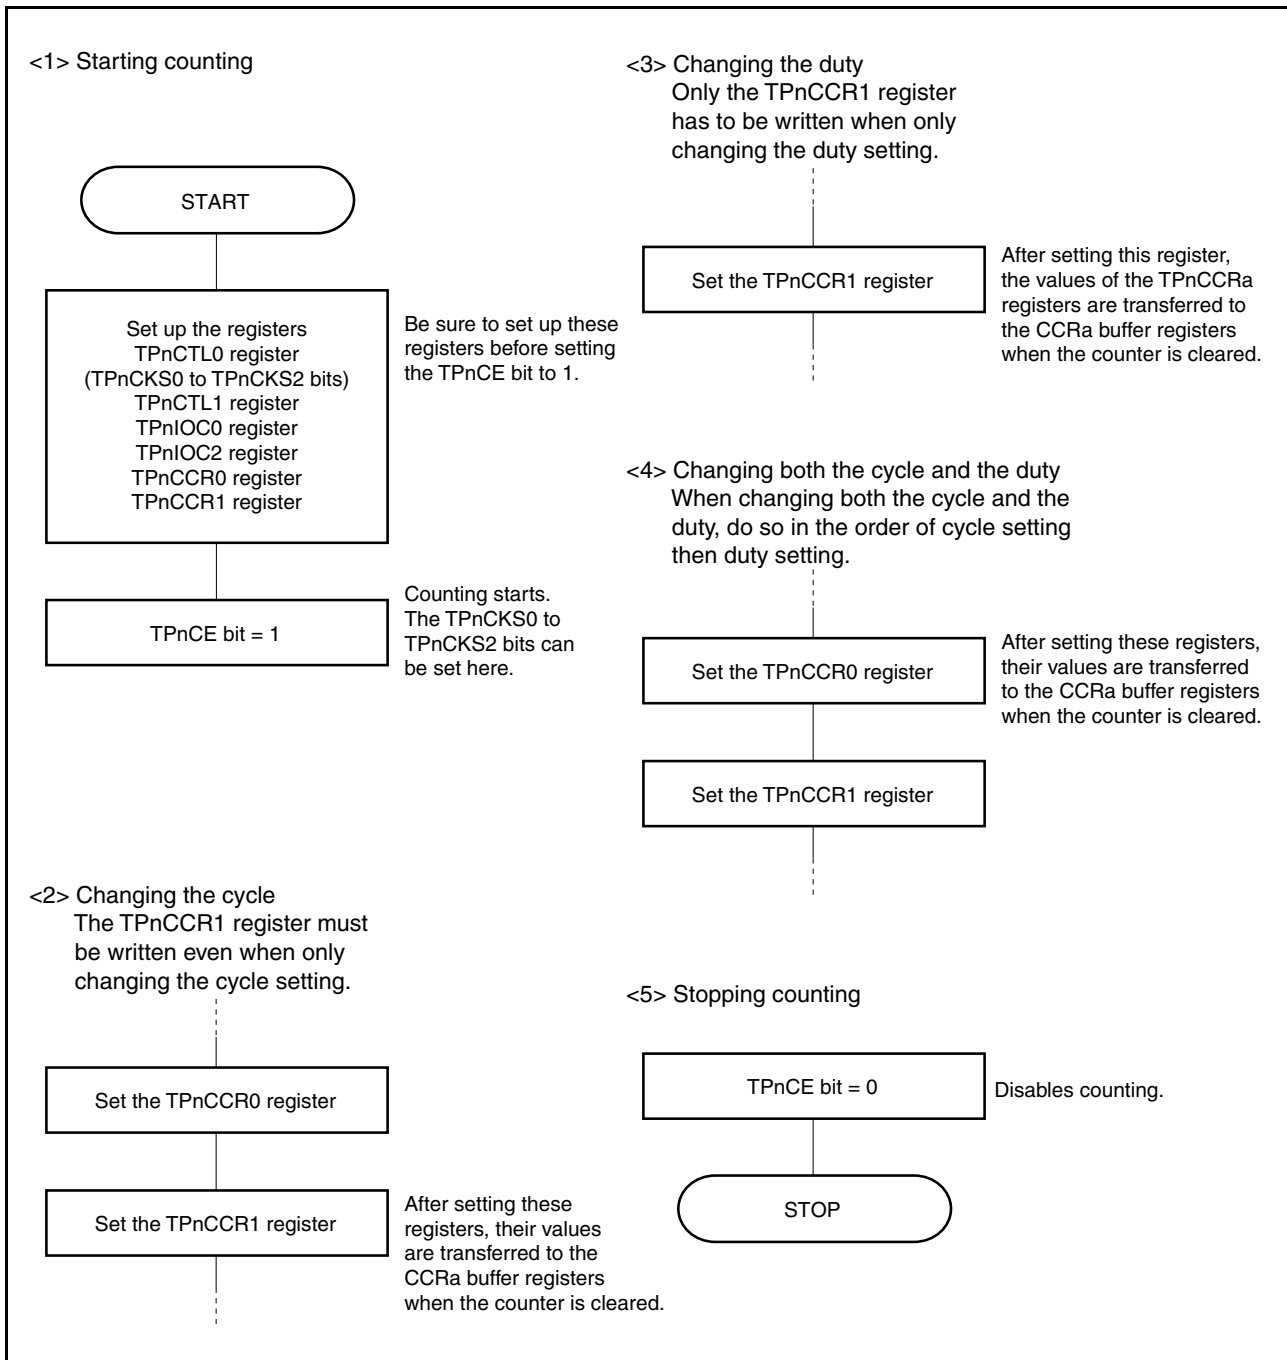 <1> Starting counting
START
Set up the registers
TPnCTL0 register
(TPnCKS0 to TPnCKS2 bits)
TPnCTL1 register
TPnIOC0 register
TPnIOC2 register
TPnCCR0 register
TPnCCR1 register
Be sure to set up these
registers before setting
the TPnCE bit to 1.
TPnCE bit = 1
Counting starts.
The TPnCKS0 to
TPnCKS2 bits can
be set here.
<2> Changing the cycle
The TPnCCR1 register must
be written even when only
changing the cycle setting.
Set the TPnCCR0 register
Set the TPnCCR1 register
After setting these
registers, their values
are transferred to the
CCRa buffer registers
when the counter is cleared.
<3> Changing the duty
Only the TPnCCR1 register
has to be written when only
changing the duty setting.
Set the TPnCCR1 register
After setting this register,
the values of the TPnCCRa
registers are transferred to
the CCRa buffer registers
when the counter is cleared.
<4> Changing both the cycle and the duty
When changing both the cycle and the
duty, do so in the order of cycle setting
then duty setting.
Set the TPnCCR0 register
After setting these registers,
their values are transferred
to the CCRa buffer registers
when the counter is cleared.
Set the TPnCCR1 register
<5> Stopping counting
TPnCE bit = 0
Disables counting.
STOP